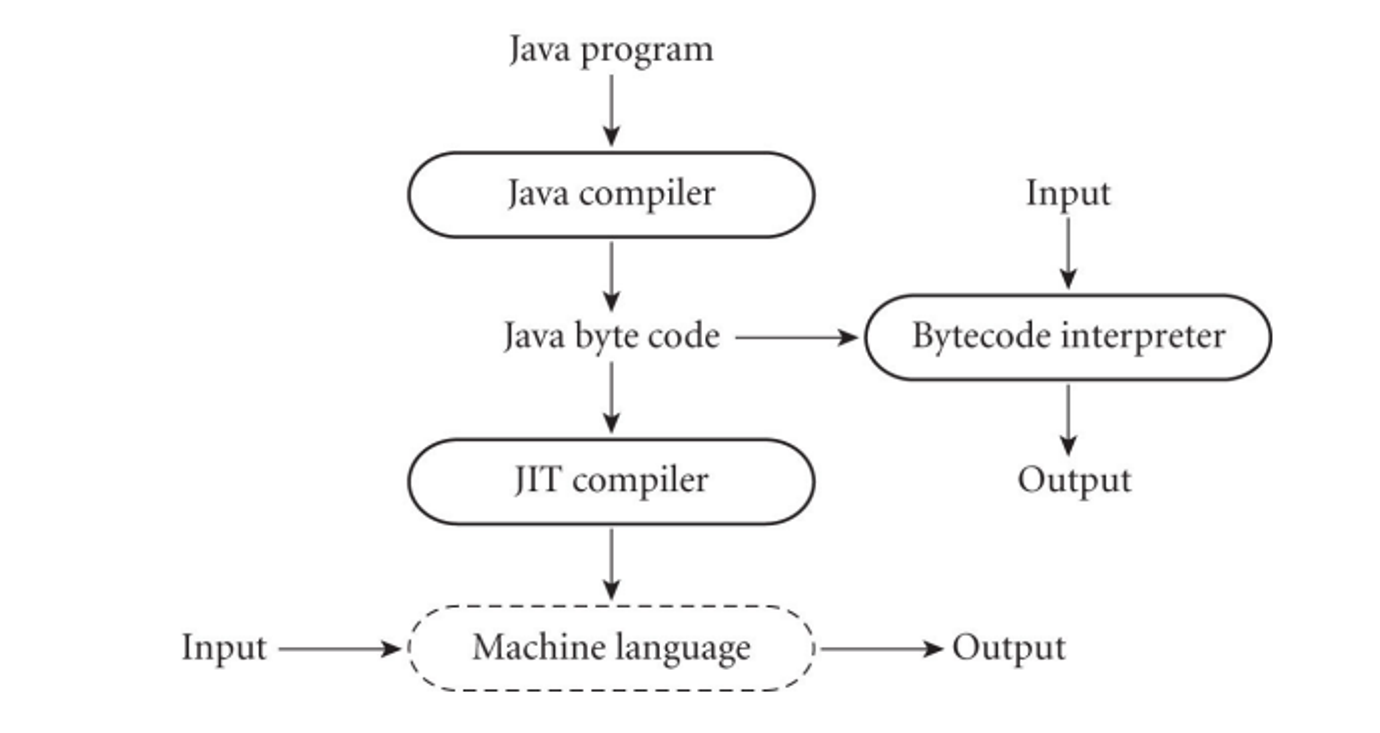 Java program
Java compiler
Input
Java byte code
Bytecode interpreter
JIT compiler
Output
Input
Machine language
Output